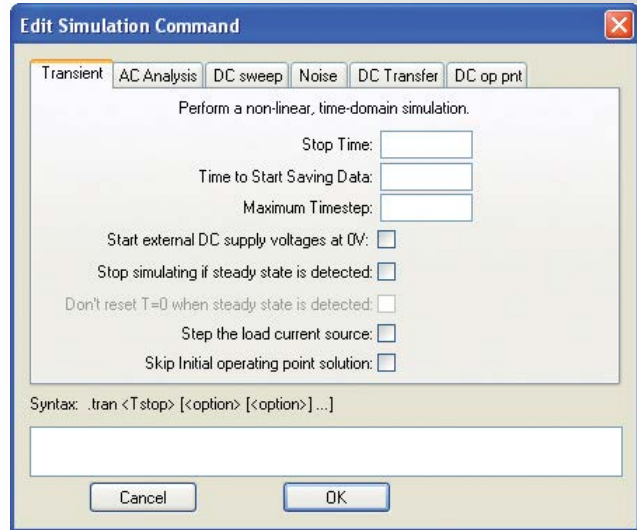 Edit Simulation Command
Transient AC Analysis DC sweep Noise DC Transfer DC op pnt
Perform a non-linear, time-domain simulation.
Stop Time:
Time to Start Saving Data:
Maximum Timestep:
Start external DC supply voltages at 0V:
Stop simulating if steady state is detected:
Don't reset T=0 when steady state is detected:
Step the load current source:
Skip Initial operating point solution:
Syntax: .tran <Tstop> [<option> [<option>] ...]
Cancel OK